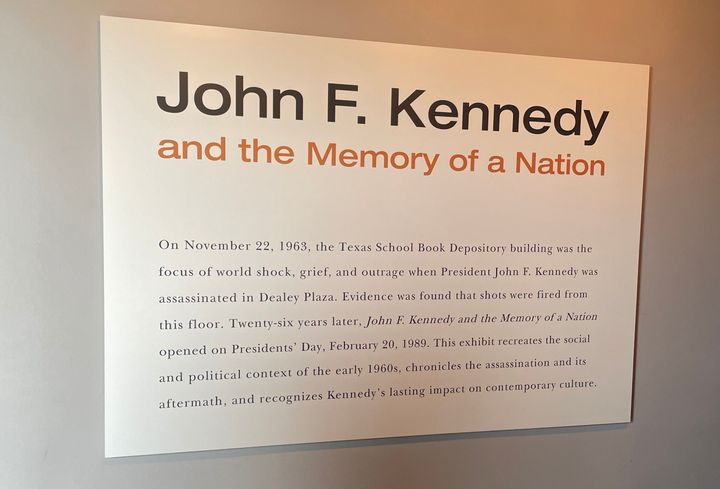 John F. Kennedy
and the Memory of a Nation
On November 22, 1963, the Texas School Book Depository building was the
focus of world shock, grief, and outrage when President John F. Kennedy was
assassinated in Dealey Plaza. Evidence was found that shots were fired from
this floor. Twenty-six years later, John F. Kennedy and the Memory of a Nation
opened on Presidents’ Day, February 20, 1989. This exhibit recreates the social
and political context of the early 1960s, chronicles the assassination and its
aftermath, and recognizes Kennedy’s lasting impact on contemporary culture.